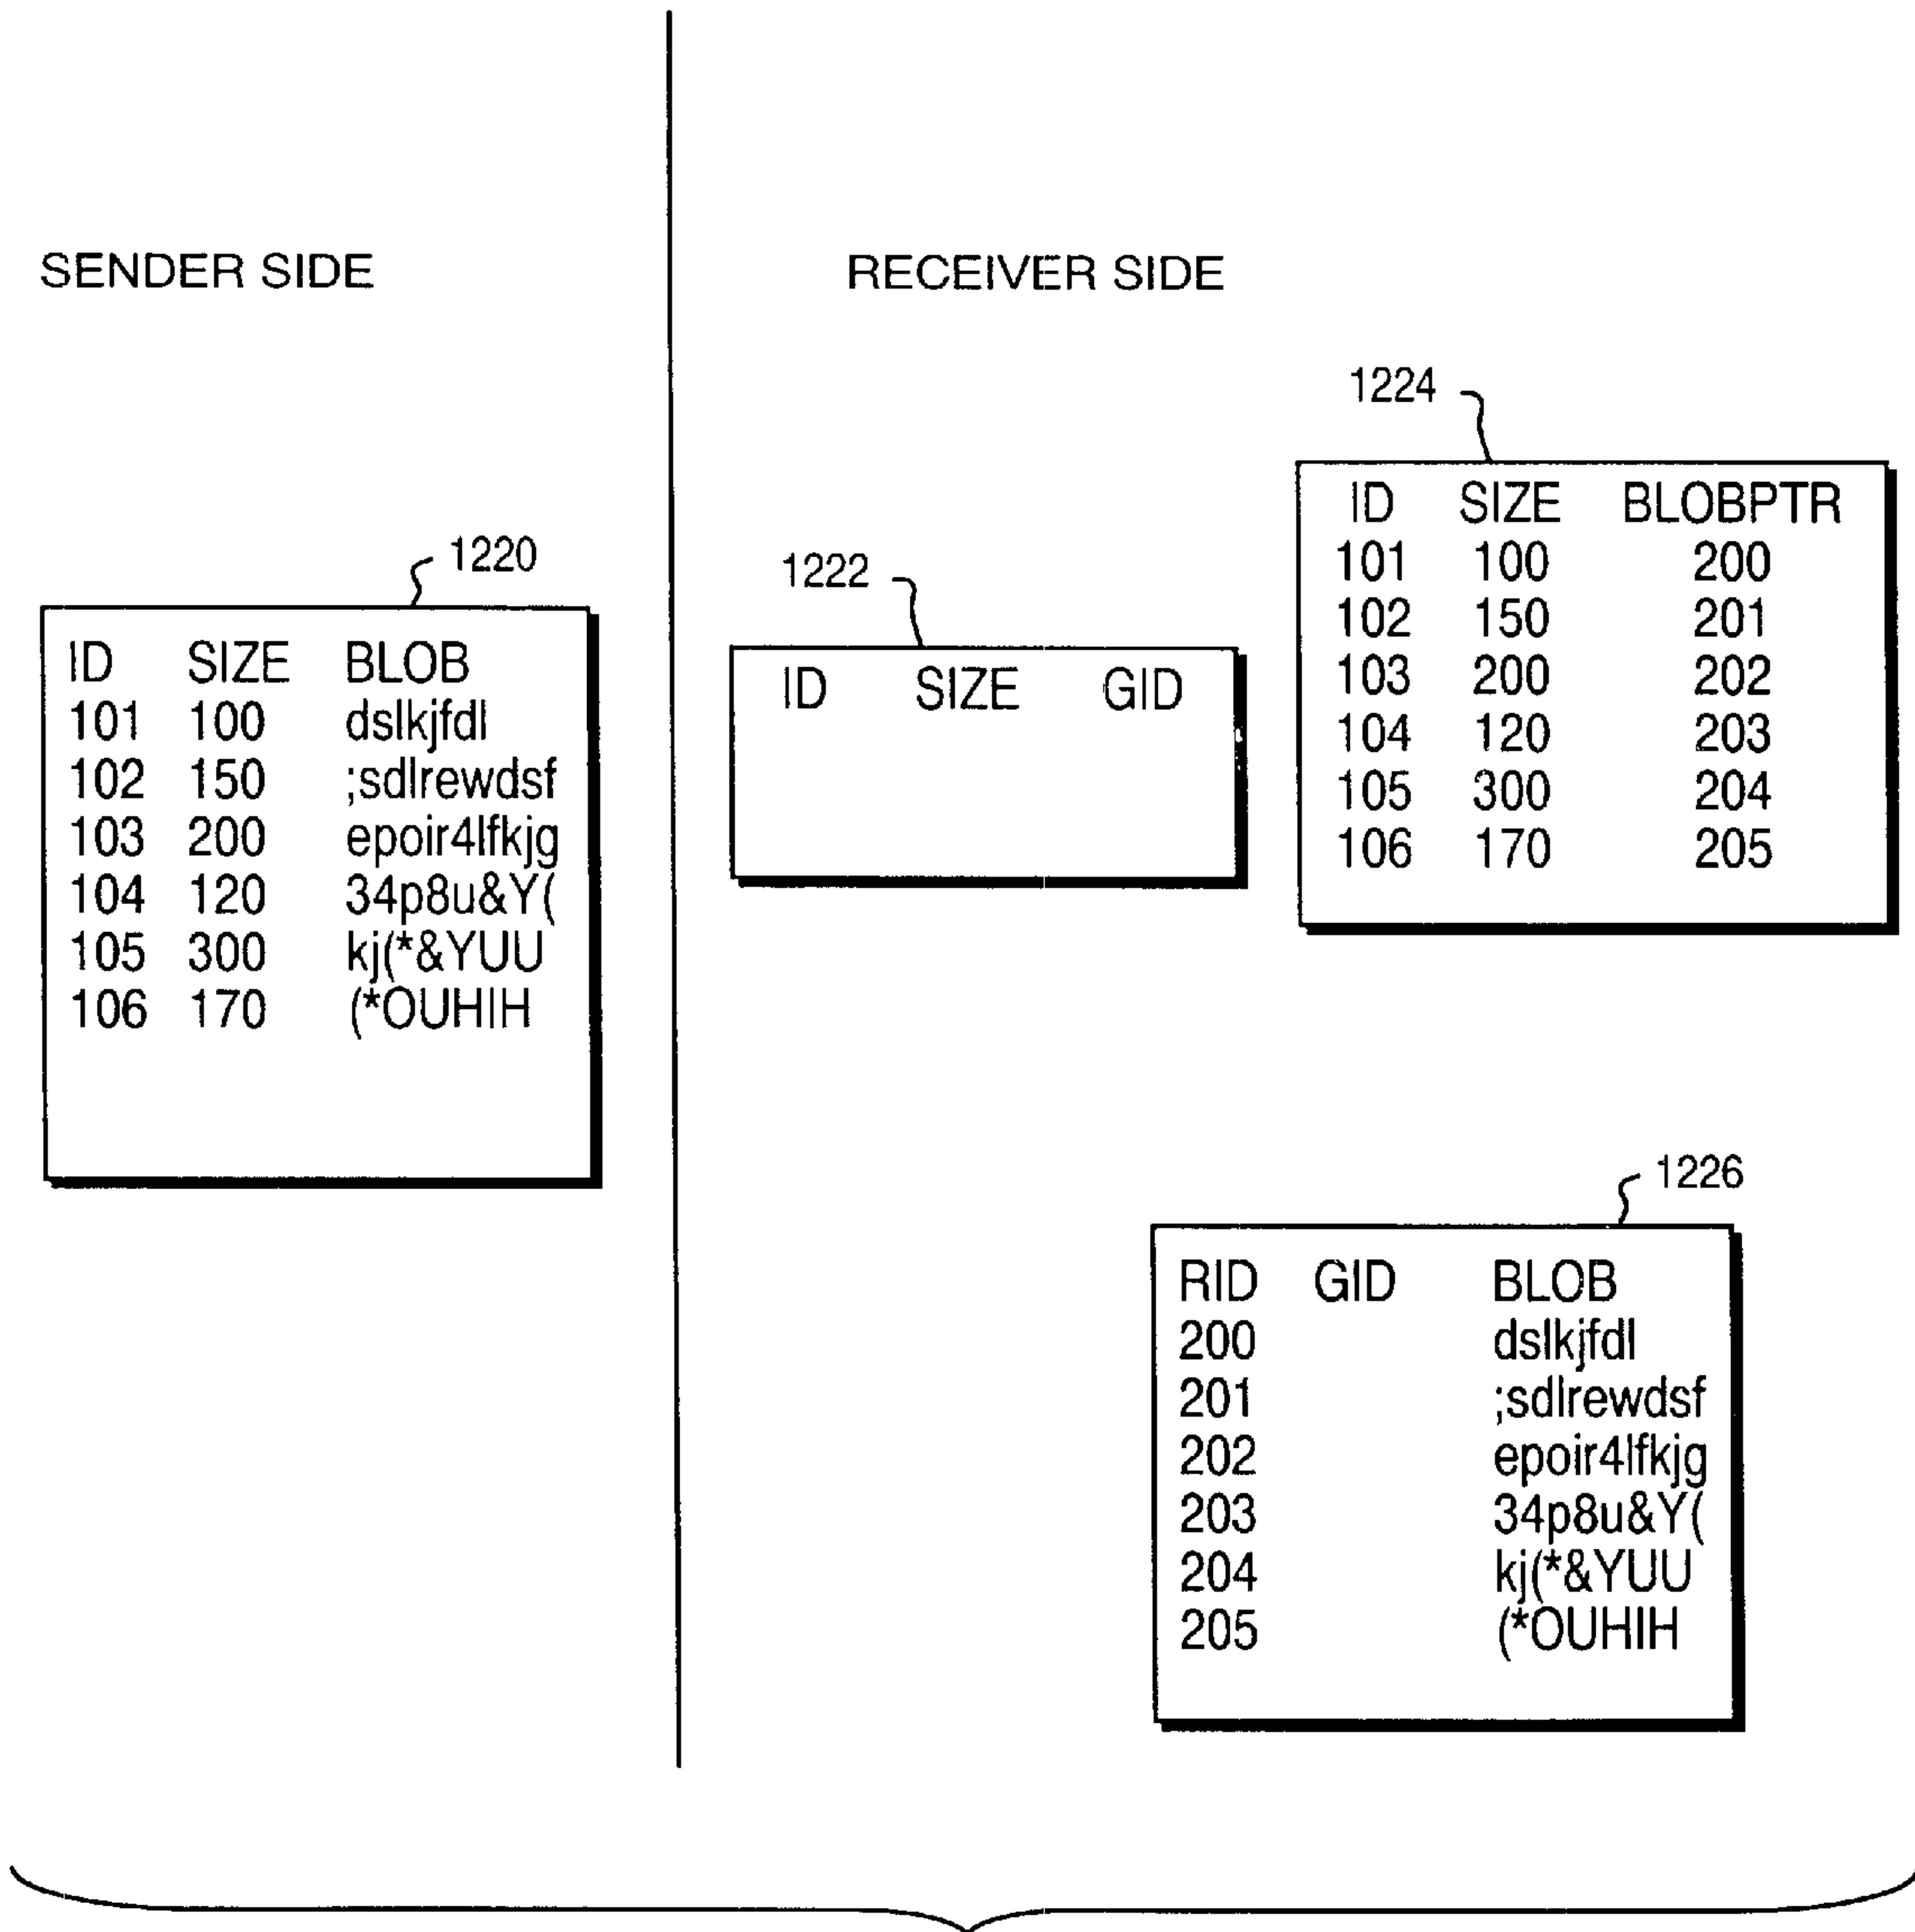 SENDER SIDE
RECEIVER SIDE
1220
ID SIZE BLOB
101 100 dslkjfdl
102 150 ;sdlrewdsf
103 200 epoir4lfkjg
104 120 34p8u&Y(
105 300 kj(*&YUU
106 170 (*OUHIH
1222
ID SIZE GID
1224
ID SIZE BLOBPTR
101 100 200
102 150 201
103 200 202
104 120 203
105 300 204
106 170 205
1226
RID GID BLOB
200 dslkjfdl
201 ;sdlrewdsf
202 epoir4lfkjg
203 34p8u&Y(
204 kj(*&YUU
205 (*OUHIH